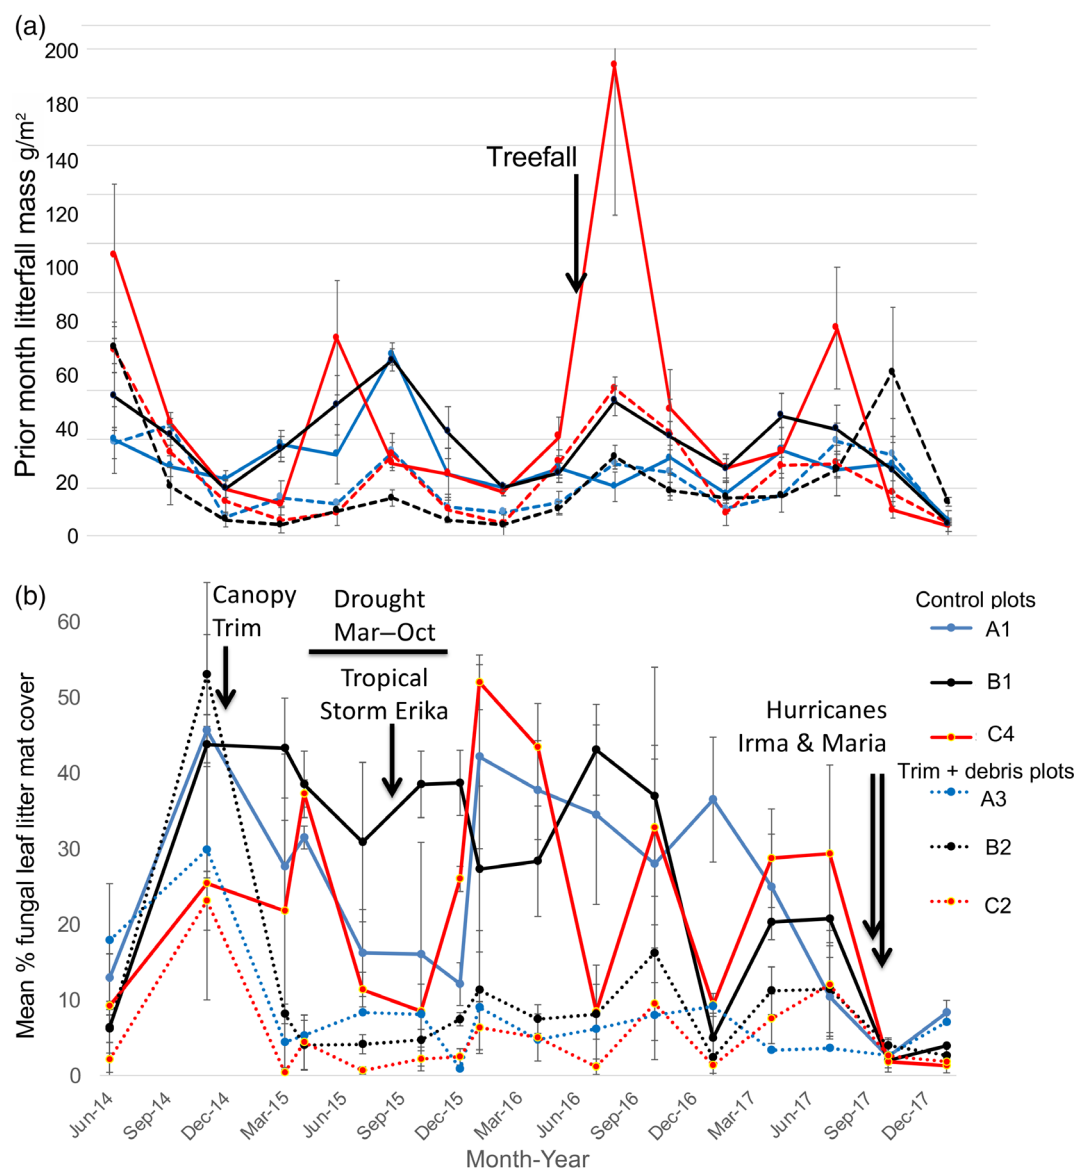 (a)
200
180
140
120
100
80
60
40
20
0
Prior month litterfall mass g/m²
Treefall
(b)
60
50
40
30
20
10
0
Mean % fungal leaf litter mat cover
Canopy
Trim
Drought
Mar–Oct
Tropical
Storm Erika
Hurricanes
Irma & Maria
Control plots
A1
B1
C4
Trim + debris plots
A3
B2
C2
Jun-14
Sep-14
Dec-14
Mar-15
Jun-15
Sep-15
Dec-15
Mar-16
Jun-16
Sep-16
Dec-16
Mar-17
Jun-17
Sep-17
Dec-17
Month-Year